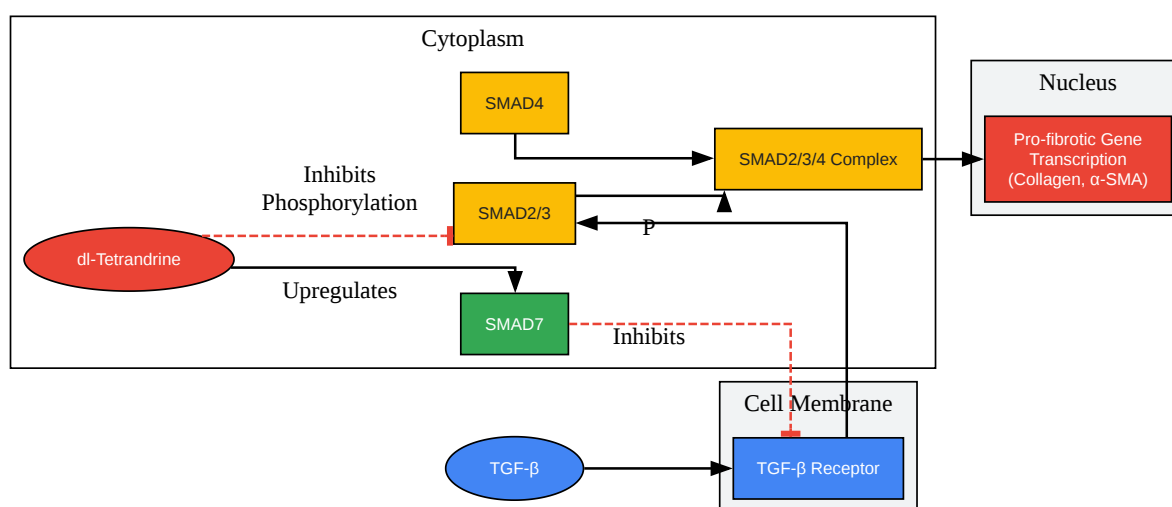 Cytoplasm
SMAD4
Nucleus
Pro-fibrotic Gene
Transcription
(Collagen, α-SMA)
SMAD2/3/4 Complex
Inhibits
Phosphorylation
SMAD2/3
P
dl-Tetrandrine
Upregulates
SMAD7
Inhibits
Cell Membrane
TGF-β
TGF-β Receptor